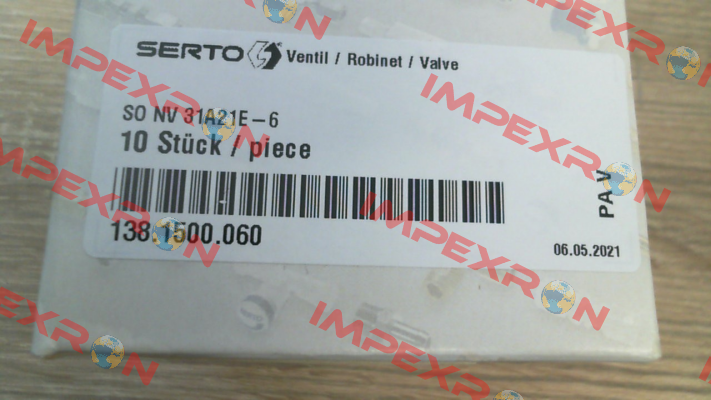 SERTO Ventil / Robinet / Valve
SO NV 31A21E-6
10 Stück / piece
138.1500.060
PA.V
06.05.2021
IMPEXRON
IMPEXRON
IMPEXRON
IMPEXRON
IMPEXRON
IMPEXRON